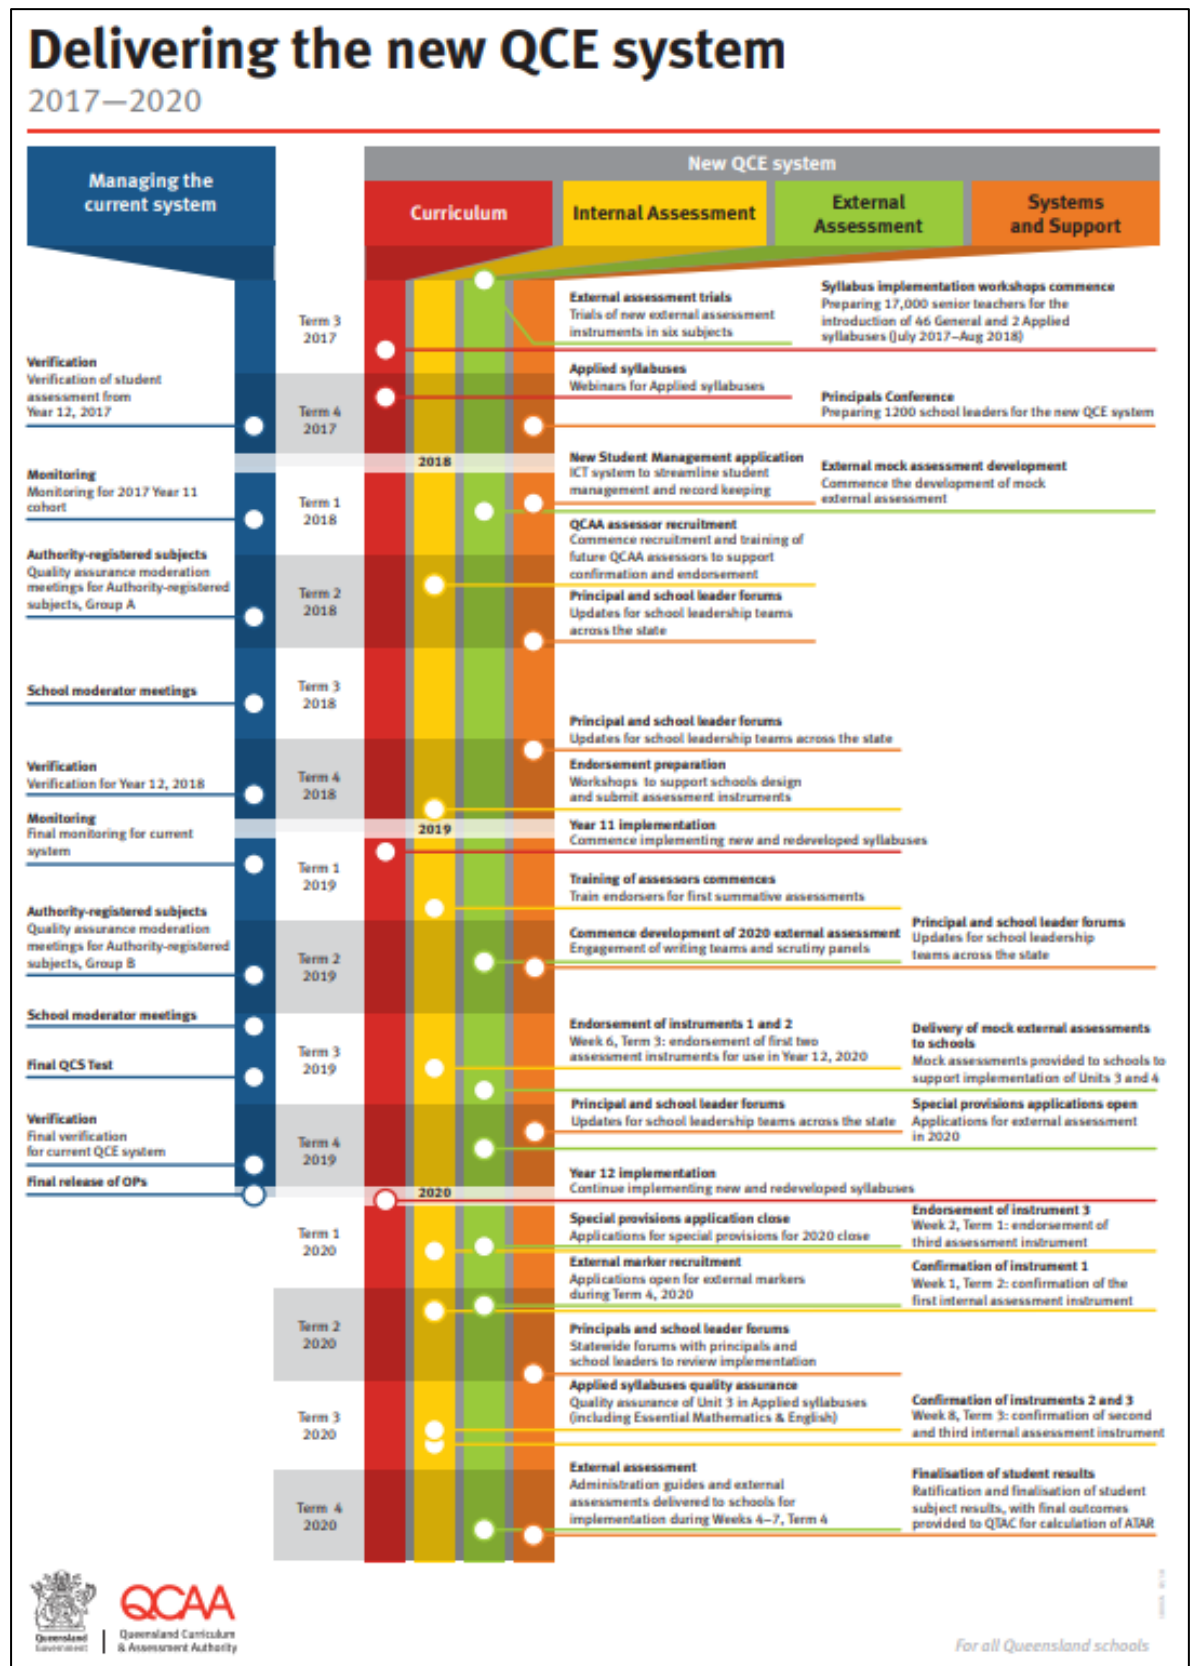 Delivering the new QCE system
2017—2020
Managing the
current system
New QCE system
Curriculum
Internal Assessment
External
Assessment
Systems
and Support
Term 3
2017
External assessment trials
Trials of new external assessment
instruments in six subjects
Syllabus implementation workshops commence
Preparing 17,000 senior teachers for the
introduction of 46 General and 2 Applied
syllabuses (July 2017–Aug 2018)
Verification
Verification of student
assessment from
Year 12, 2017
Term 4
2017
Applied syllabuses
Webinars for Applied syllabuses
Principals Conference
Preparing 1200 school leaders for the new QCE system
2018
Monitoring
Monitoring for 2017 Year 11
cohort
Term 1
2018
New Student Management application
ICT system to streamline student
management and record keeping
External mock assessment development
Commence the development of mock
external assessment
QCAA assessor recruitment
Commence recruitment and training of
future QCAA assessors to support
confirmation and endorsement
Authority-registered subjects
Quality assurance moderation
meetings for Authority-registered
subjects, Group A
Term 2
2018
Principal and school leader forums
Updates for school leadership teams
across the state
School moderator meetings
Term 3
2018
Principal and school leader forums
Updates for school leadership teams across the state
Verification
Verification for Year 12, 2018
Term 4
2018
Endorsement preparation
Workshops to support schools design
and submit assessment instruments
2019
Monitoring
Final monitoring for current
system
Term 1
2019
Year 11 implementation
Commence implementing new and redeveloped syllabuses
Training of assessors commences
Train endorsers for first summative assessments
Authority-registered subjects
Quality assurance moderation
meetings for Authority-registered
subjects, Group B
Term 2
2019
Commence development of 2020 external assessment
Engagement of writing teams and scrutiny panels
Principal and school leader forums
Updates for school leadership
teams across the state
School moderator meetings
Final QCS Test
Term 3
2019
Endorsement of instruments 1 and 2
Week 6, Term 3: endorsement of first two
assessment instruments for use in Year 12, 2020
Delivery of mock external assessments
to schools
Mock assessments provided to schools to
support implementation of Units 3 and 4
Verification
Final verification
for current QCE system
Final release of OPs
Term 4
2019
Principal and school leader forums
Updates for school leadership teams across the state
Special provisions applications open
Applications for external assessment
in 2020
2020
Year 12 implementation
Continue implementing new and redeveloped syllabuses
Term 1
2020
Special provisions application close
Applications for special provisions for 2020 close
Endorsement of instrument 3
Week 2, Term 1: endorsement of
third assessment instrument
External marker recruitment
Applications open for external markers
during Term 4, 2020
Confirmation of instrument 1
Week 1, Term 2: confirmation of the
first internal assessment instrument
Term 2
2020
Principals and school leader forums
Statewide forums with principals and
school leaders to review implementation
Term 3
2020
Applied syllabuses quality assurance
Quality assurance of Unit 3 in Applied syllabuses
(including Essential Mathematics & English)
Confirmation of instruments 2 and 3
Week 8, Term 3: confirmation of second
and third internal assessment instrument
Term 4
2020
External assessment
Administration guides and external
assessments delivered to schools for
implementation during Weeks 4–7, Term 4
Finalisation of student results
Ratification and finalisation of student
subject results, with final outcomes
provided to QTAC for calculation of ATAR
Queensland
Government
QCAA
Queensland Curriculum
& Assessment Authority
For all Queensland schools